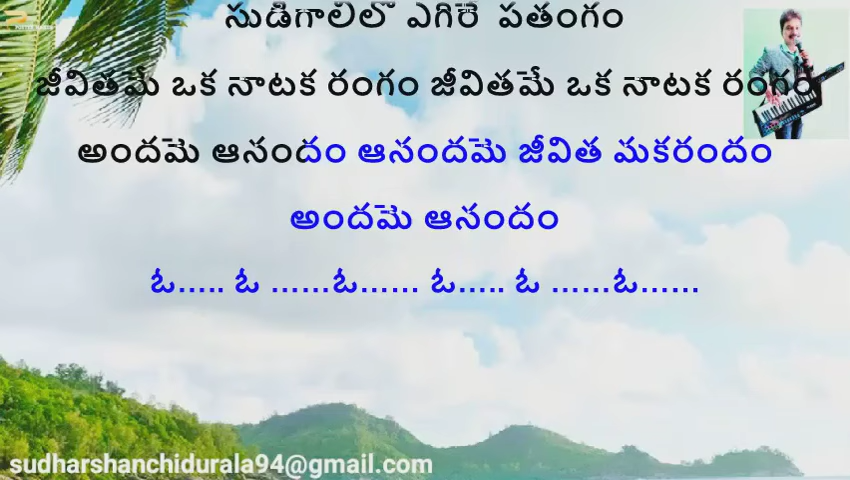 సుడిగాలిలో ఎగిరే పతంగం
జీవితమే ఒక నాటక రంగం జీవితమే ఒక నాటక రంగం
అందమె ఆనందం ఆనందమె జీవిత మకరందం
అందమె ఆనందం
ఓ..... ఓ ......ఓ...... ఓ..... ఓ ......ఓ......
sudharshanchidurala94@gmail.com